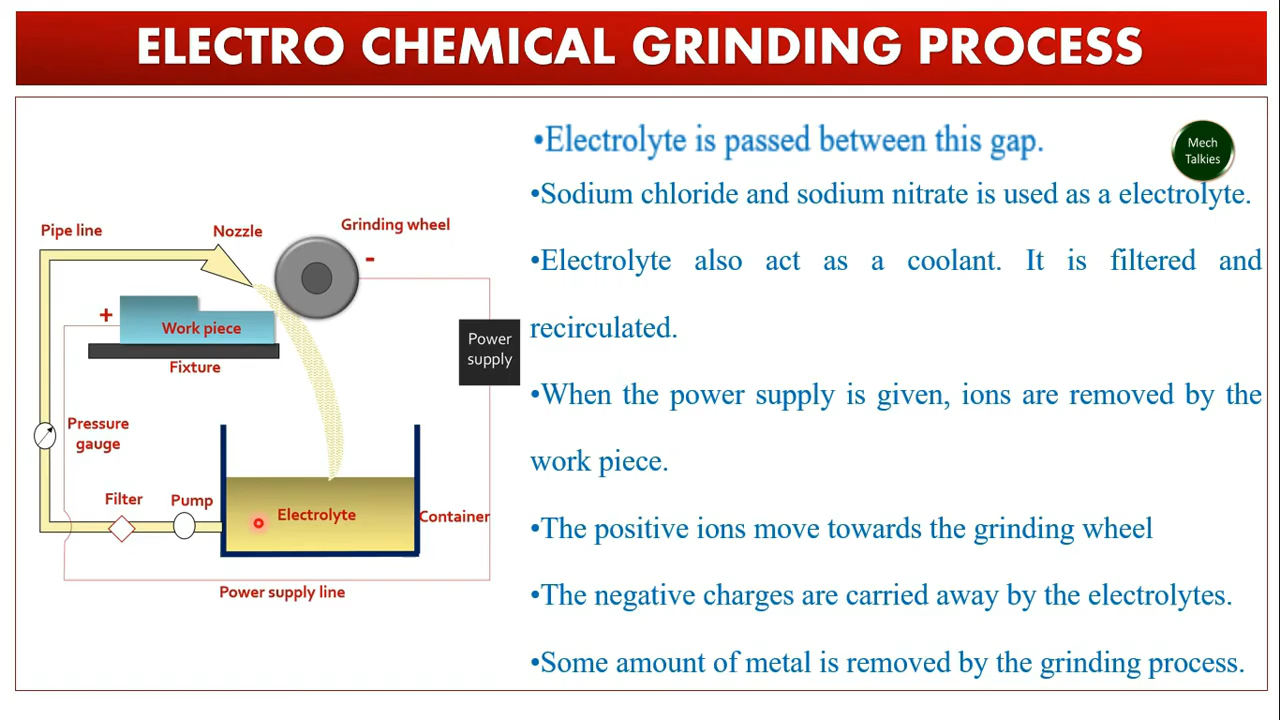 ELECTRO CHEMICAL GRINDING PROCESS
•Electrolyte is passed between this gap.
Mech
Talkies
•Sodium chloride and sodium nitrate is used as a electrolyte.
•Electrolyte also act as a coolant. It is filtered and
recirculated.
•When the power supply is given, ions are removed by the
work piece.
•The positive ions move towards the grinding wheel
•The negative charges are carried away by the electrolytes.
•Some amount of metal is removed by the grinding process.
Pipe line
Nozzle
Grinding wheel
-
+
Work piece
Fixture
Power
supply
Pressure
gauge
Filter
Pump
Electrolyte
Container
Power supply line